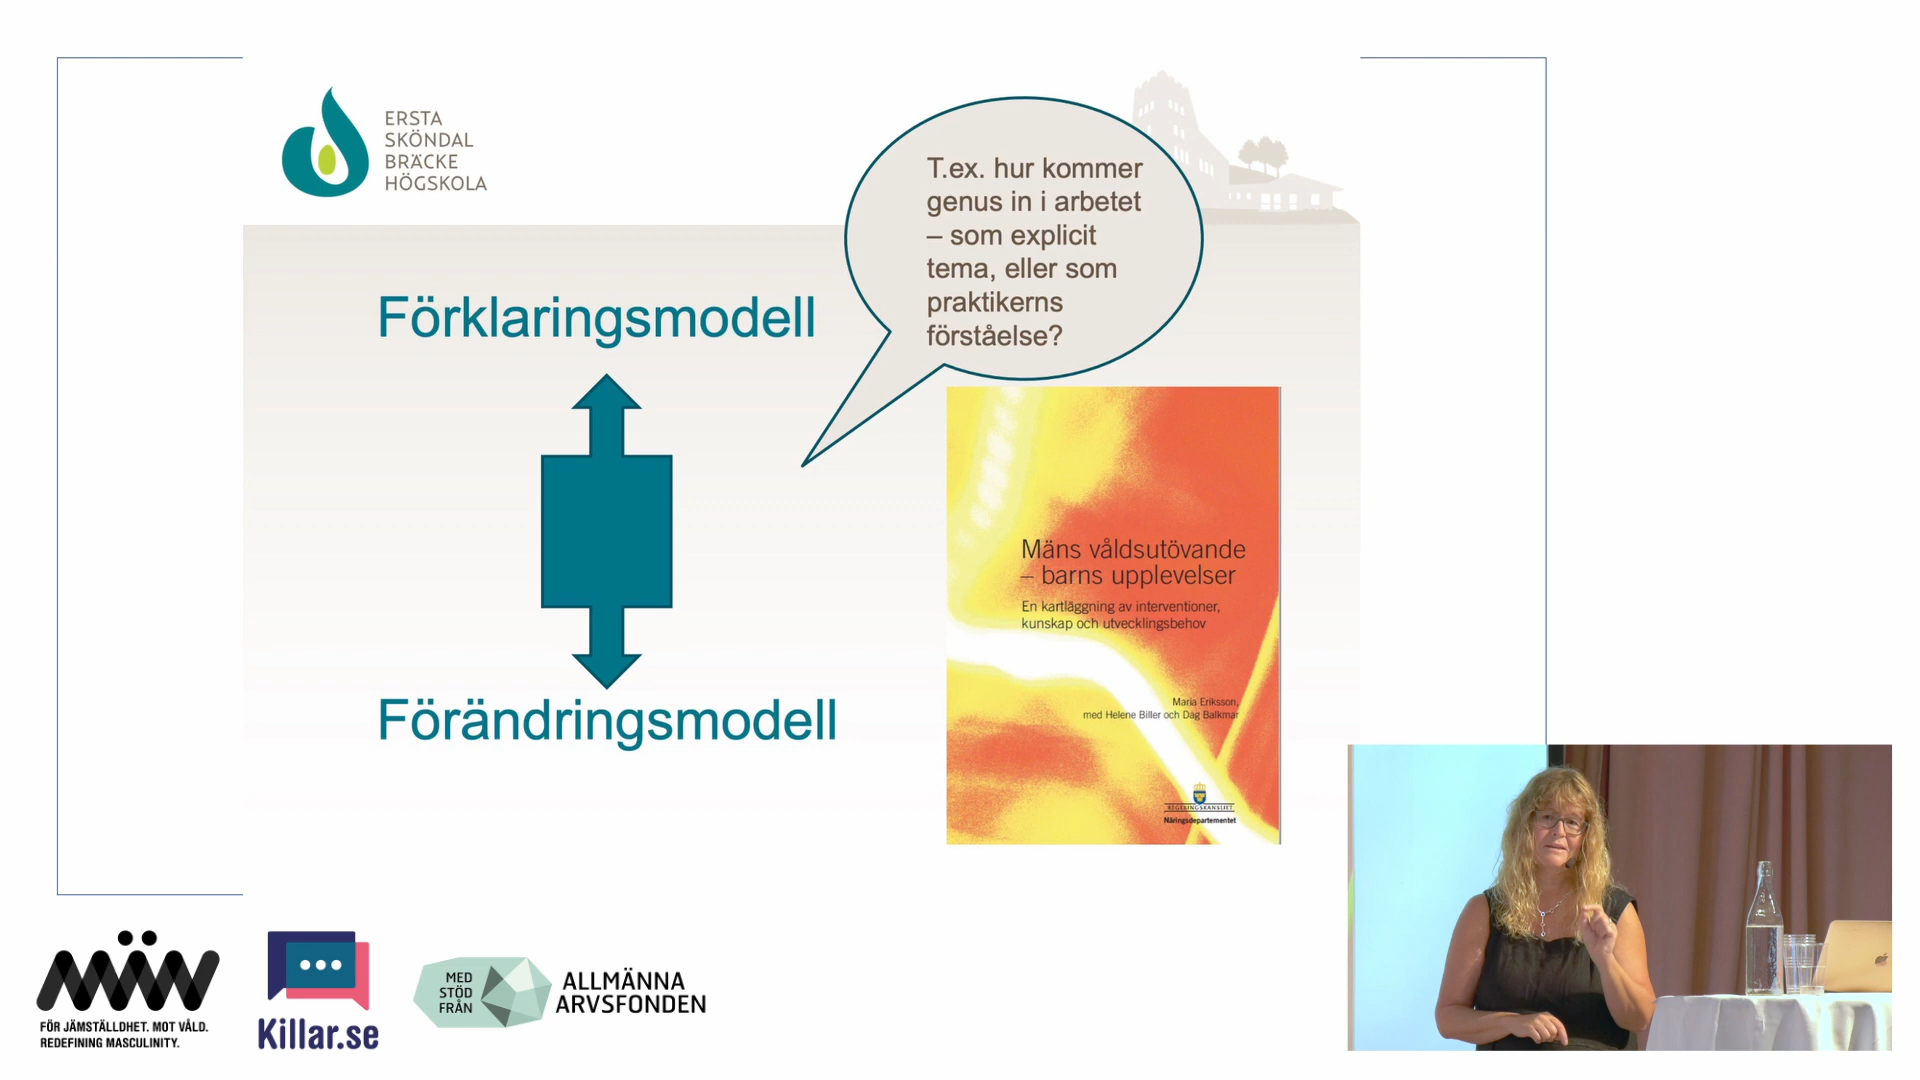 ERSTA
SKÖNDAL
BRÄCKE
HÖGSKOLA
T.ex. hur kommer
genus in i arbetet
– som explicit
tema, eller som
praktikerns
förståelse?
Förklaringsmodell
Förändringsmodell
Mäns våldsutövande
– barns upplevelser
En kartläggning av interventioner,
kunskap och utvecklingsbehov
Maria Eriksson,
med Helene Biller och Dag Balkmar
REGERINGSKANSLIET
Näringsdepartementet
MÄN
FÖR JÄMSTÄLLDHET. MOT VÅLD.
REDEFINING MASCULINITY.
Killar.se
MED
STÖD
FRÅN
ALLMÄNNA
ARVSFONDEN